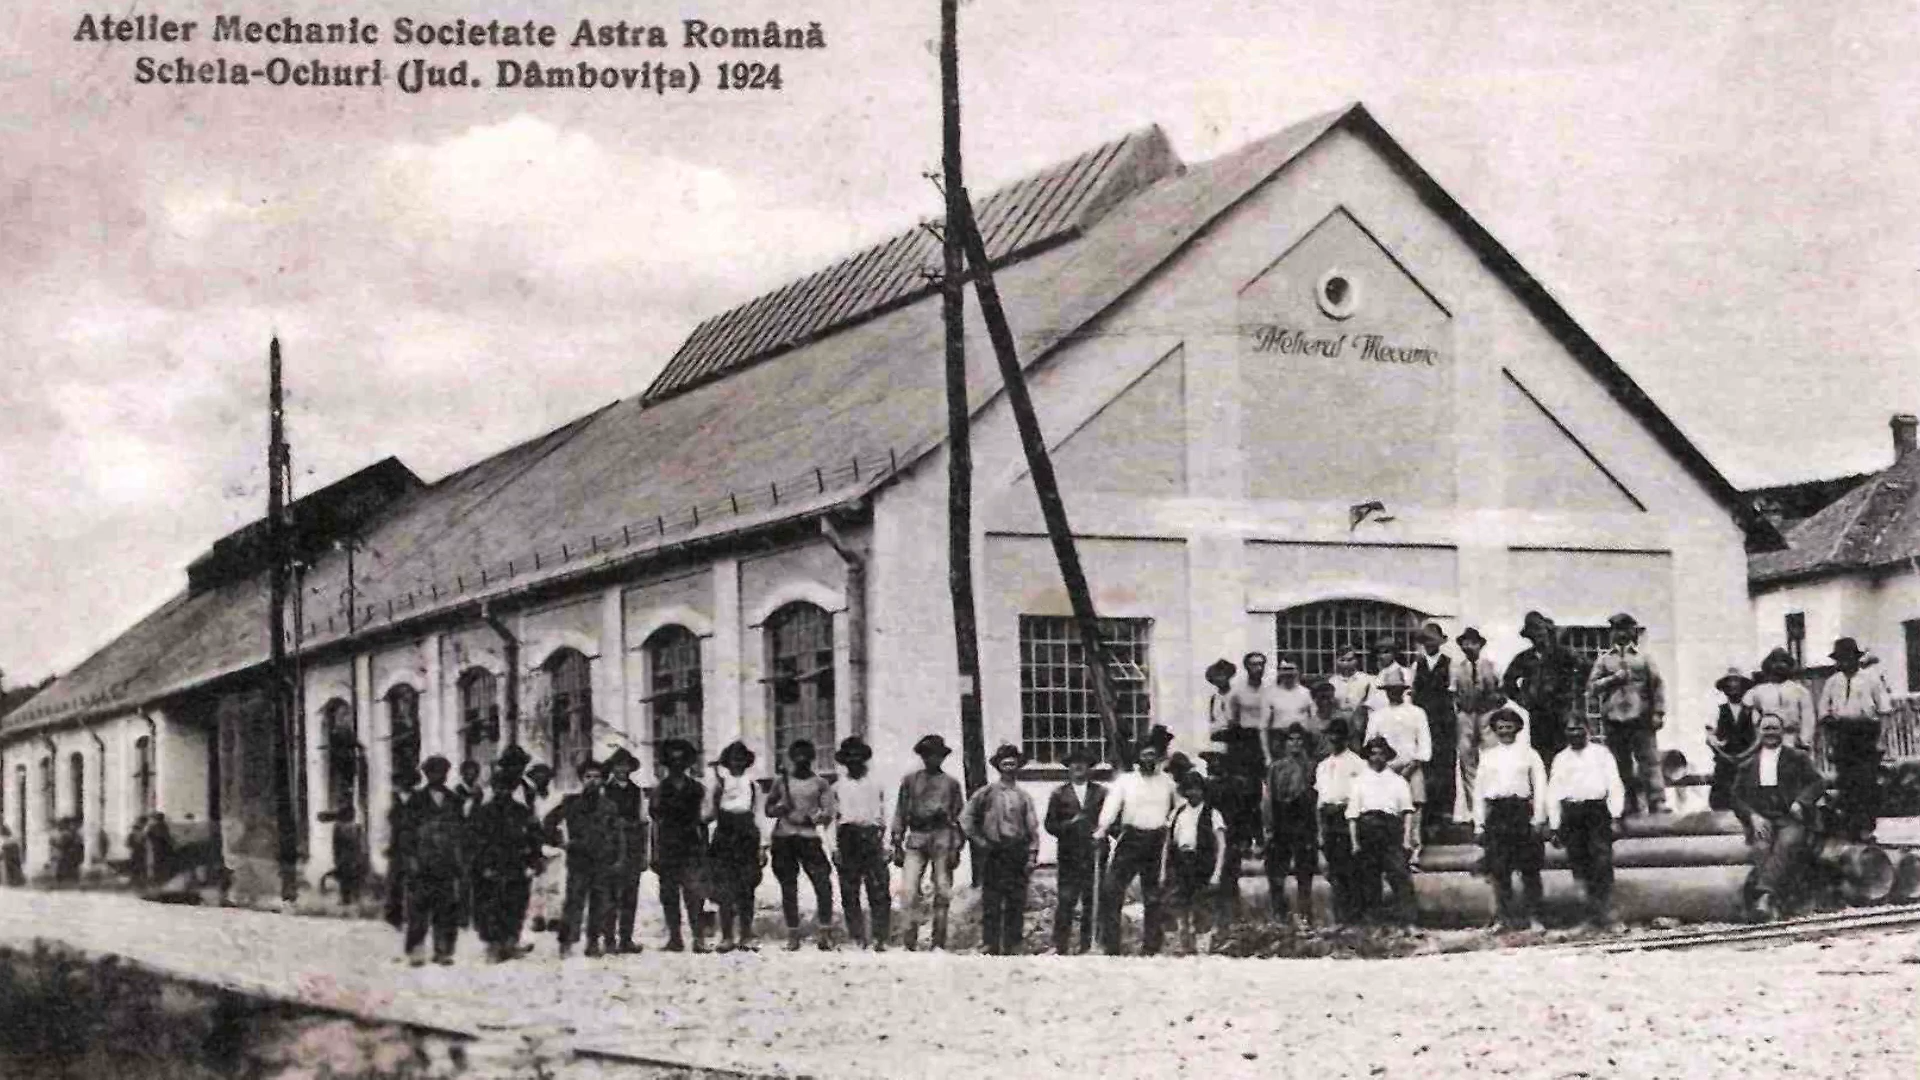 Atelier Mechanic Societate Astra Română
Schela-Ochuri (Jud. Dâmbovița) 1924
Atelierul Mecanic